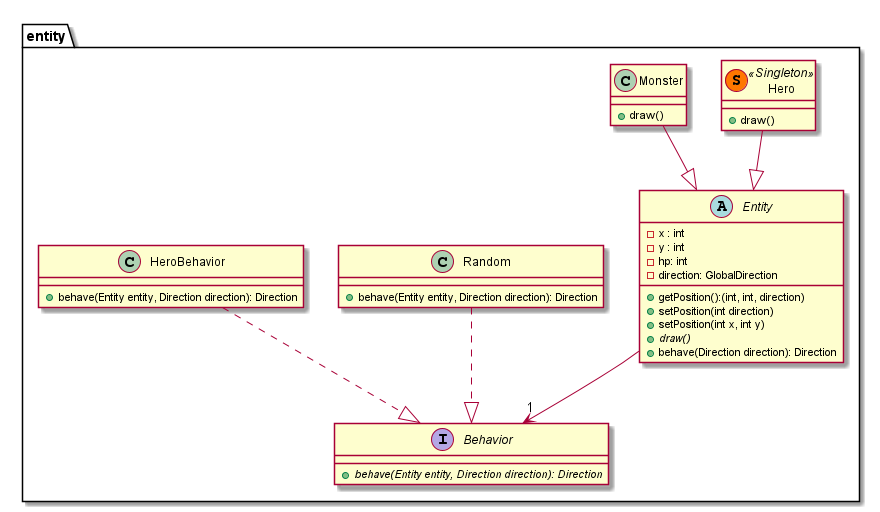 entity
C Monster
draw()
S «Singleton»
Hero
draw()
A Entity
x : int
y : int
hp: int
direction: GlobalDirection
getPosition():(int, int, direction)
setPosition(int direction)
setPosition(int x, int y)
draw()
behave(Direction direction): Direction
C HeroBehavior
behave(Entity entity, Direction direction): Direction
C Random
behave(Entity entity, Direction direction): Direction
1
I Behavior
behave(Entity entity, Direction direction): Direction